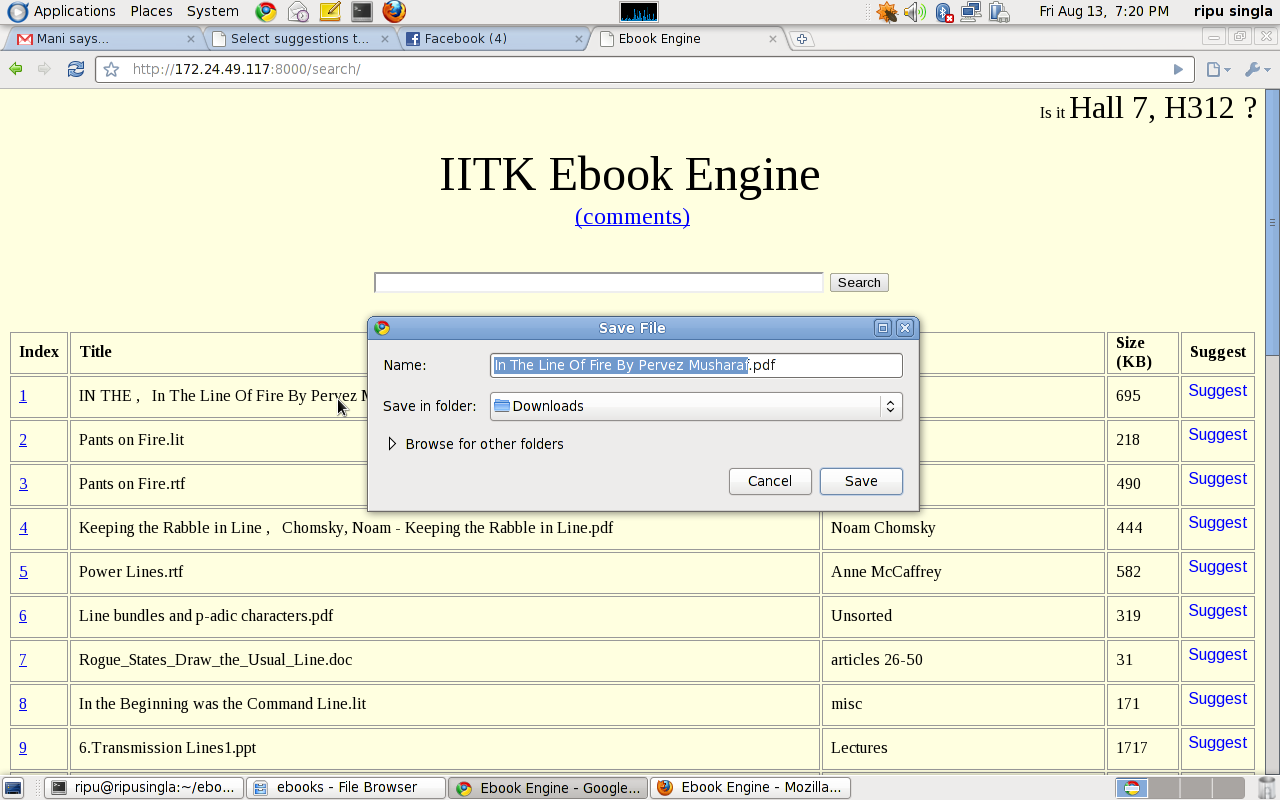 Applications Places System Fri Aug 13, 7:20 PM ripu singla
Mani says... Select suggestions t... Facebook (4) Ebook Engine
http://172.24.49.117:8000/search/
Is it Hall 7, H312 ?
IITK Ebook Engine
(comments)
Search
Save File
Name: In The Line Of Fire By Pervez Musharaf.pdf
Save in folder: Downloads
Browse for other folders
Cancel Save
Index Title Size (KB) Suggest
1 IN THE , In The Line Of Fire By Pervez M 695 Suggest
2 Pants on Fire.lit 218 Suggest
3 Pants on Fire.rtf 490 Suggest
4 Keeping the Rabble in Line , Chomsky, Noam - Keeping the Rabble in Line.pdf Noam Chomsky 444 Suggest
5 Power Lines.rtf Anne McCaffrey 582 Suggest
6 Line bundles and p-adic characters.pdf Unsorted 319 Suggest
7 Rogue_States_Draw_the_Usual_Line.doc articles 26-50 31 Suggest
8 In the Beginning was the Command Line.lit misc 171 Suggest
9 6.Transmission Lines1.ppt Lectures 1717 Suggest
ripu@ripusingla:~/ebo... ebooks - File Browser Ebook Engine - Google... Ebook Engine - Mozilla...